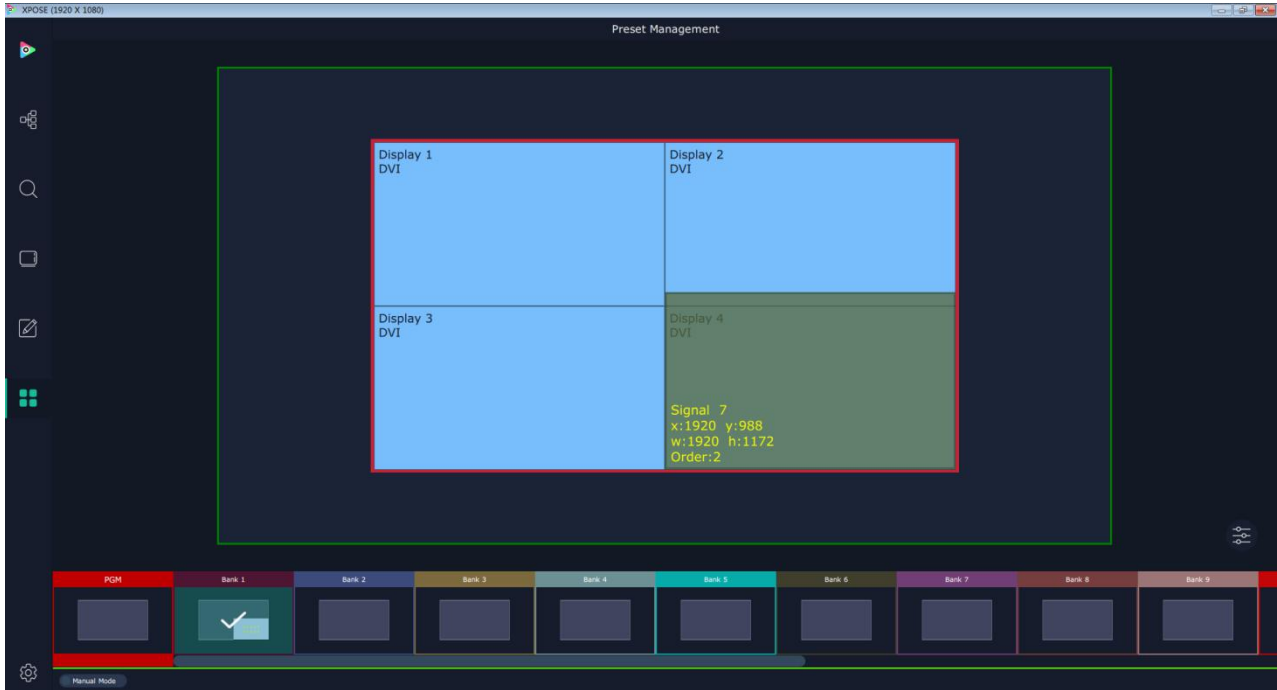 XPOSE (1920 X 1080)
Preset Management
Display 1
DVI
Display 2
DVI
Display 3
DVI
Display 4
DVI
Signal 7
x:1920 y:988
w:1920 h:1172
Order:2
PGM
Bank 1
Bank 2
Bank 3
Bank 4
Bank 5
Bank 6
Bank 7
Bank 8
Bank 9
Manual Mode